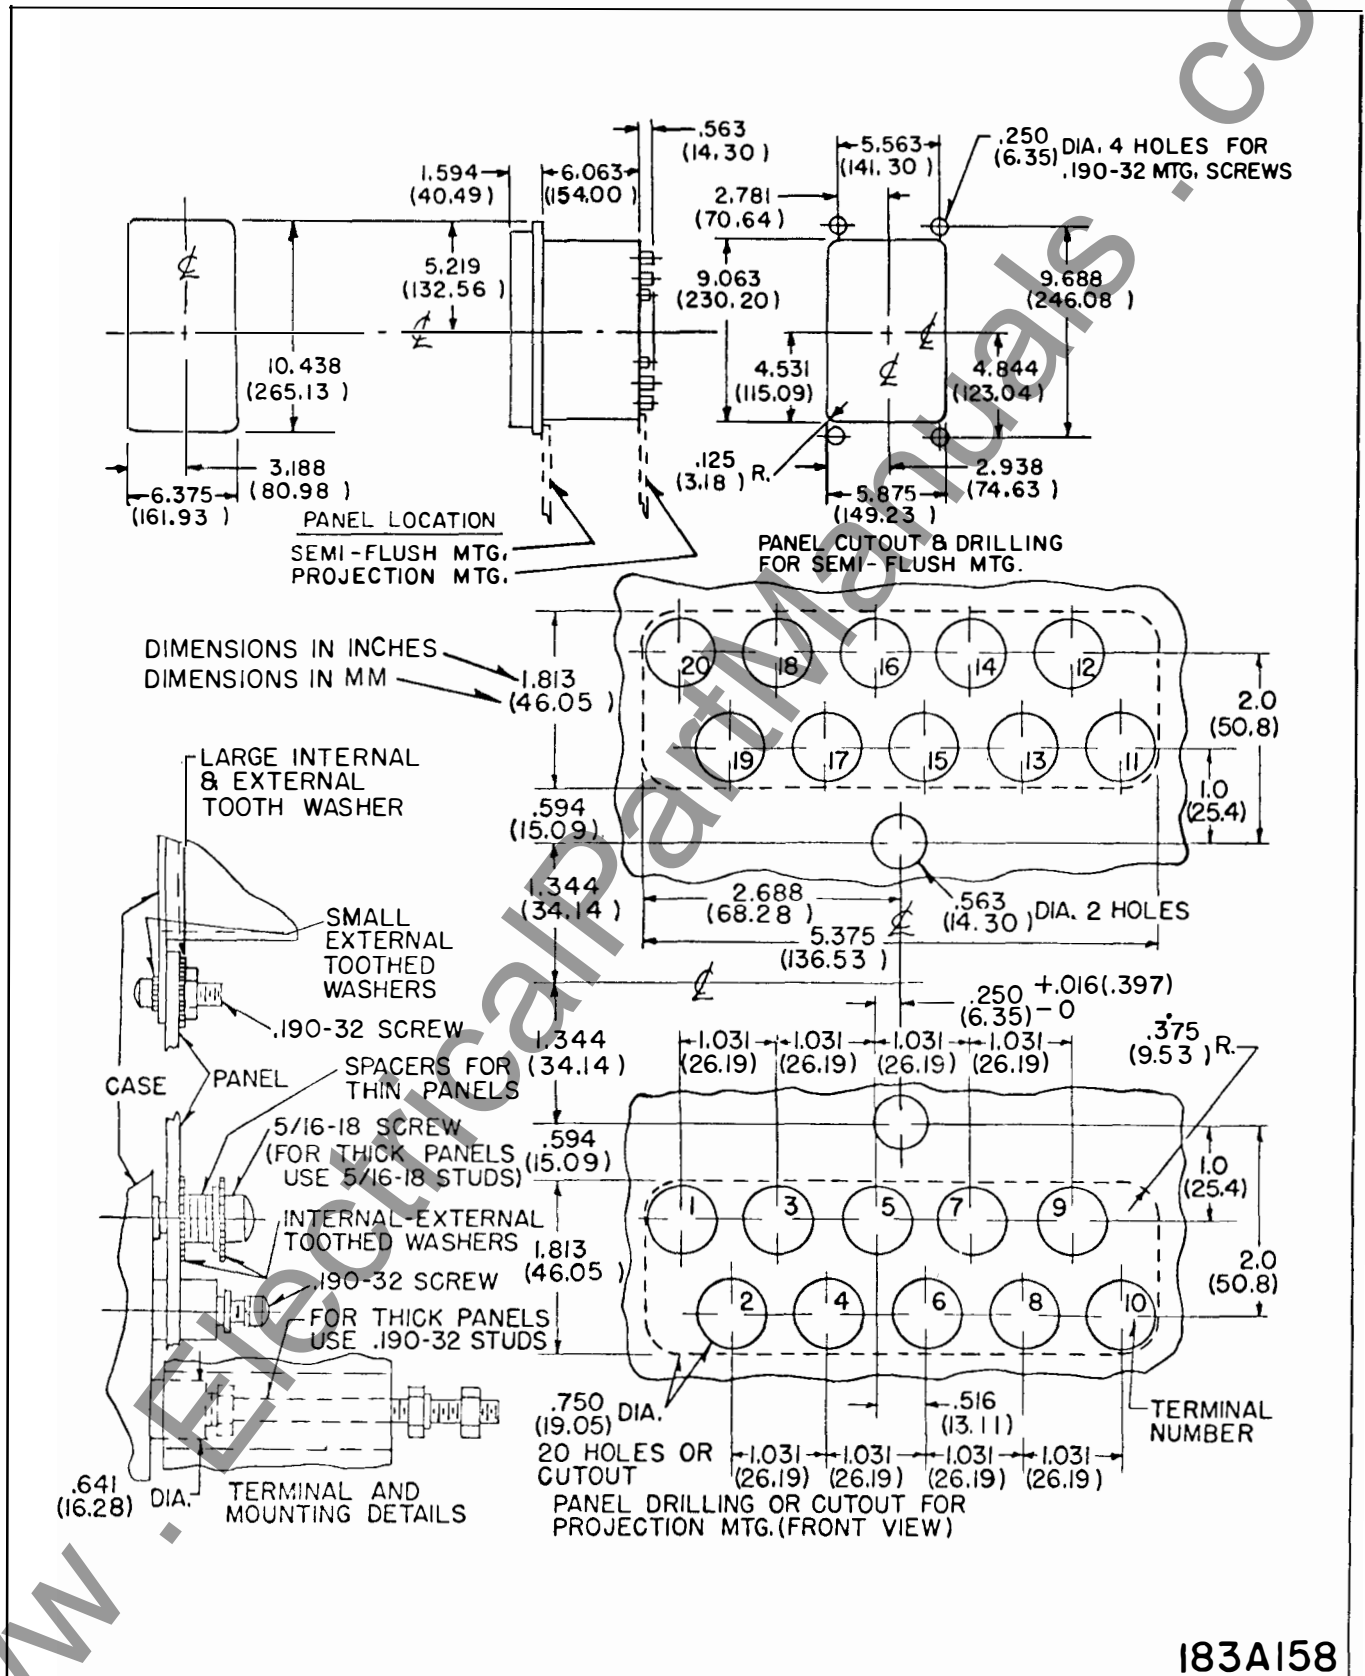 .563
(14.30)
1.594
(40.49)
6.063
(154.00)
5.563
(141.30)
.250
(6.35) DIA. 4 HOLES FOR
.190-32 MTG. SCREWS
2.781
(70.64)
5.219
(132.56)
9.063
(230.20)
9.688
(246.08)
10.438
(265.13)
4.531
(115.09)
4.844
(123.04)
3.188
(80.98)
6.375
(161.93)
.125
(3.18) R.
2.938
(74.63)
5.875
(149.23)
PANEL LOCATION
SEMI-FLUSH MTG.
PROJECTION MTG.
PANEL CUTOUT & DRILLING
FOR SEMI-FLUSH MTG.
DIMENSIONS IN INCHES
DIMENSIONS IN MM
1.813
(46.05)
20 18 16 14 12
19 17 15 13 11
2.0
(50.8)
1.0
(25.4)
LARGE INTERNAL
& EXTERNAL
TOOTH WASHER
.594
(15.09)
1.344
(34.14)
2.688
(68.28)
.563
(14.30) DIA. 2 HOLES
5.375
(136.53)
SMALL
EXTERNAL
TOOTHED
WASHERS
.190-32 SCREW
.250 +.016(.397)
(6.35) -0
1.344
(34.14)
1.031 1.031 1.031 1.031
(26.19) (26.19) (26.19) (26.19)
.375
(9.53) R.
CASE
PANEL
SPACERS FOR
THIN PANELS
5/16-18 SCREW
(FOR THICK PANELS
USE 5/16-18 STUDS)
.594
(15.09)
1.0
(25.4)
1 3 5 7 9
INTERNAL-EXTERNAL
TOOTHED WASHERS
1.813
(46.05)
2.0
(50.8)
.190-32 SCREW
FOR THICK PANELS
USE .190-32 STUDS
2 4 6 8 10
.750
(19.05) DIA.
20 HOLES OR
CUTOUT
.516
(13.11)
TERMINAL
NUMBER
1.031 1.031 1.031 1.031
(26.19) (26.19) (26.19) (26.19)
.641
(16.28) DIA.
TERMINAL AND
MOUNTING DETAILS
PANEL DRILLING OR CUTOUT FOR
PROJECTION MTG. (FRONT VIEW)
183A158
w . ElectricalPartManuals . co